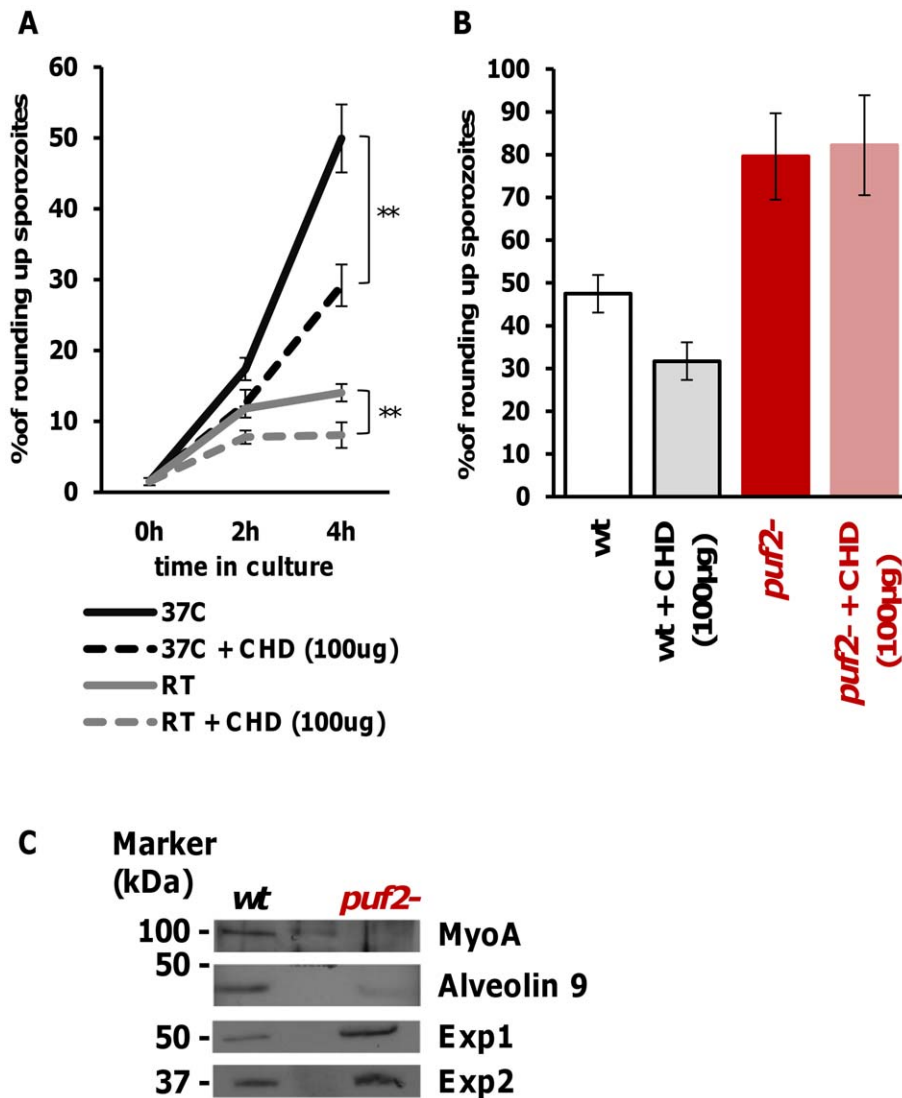 A
60
50
40
30
20
10
0
%of rounding up sporozoites
**
**
0h 2h 4h
time in culture
37C
37C + CHD (100ug)
RT
RT + CHD (100ug)
B
100
90
80
70
60
50
40
30
20
10
0
%of rounding up sporozoites
wt
wt + CHD
(100µg)
puf2-
puf2- + CHD
(100µg)
C
Marker
(kDa)
wt puf2-
100 - MyoA
50 -
Alveolin 9
50 - Exp1
37 - Exp2